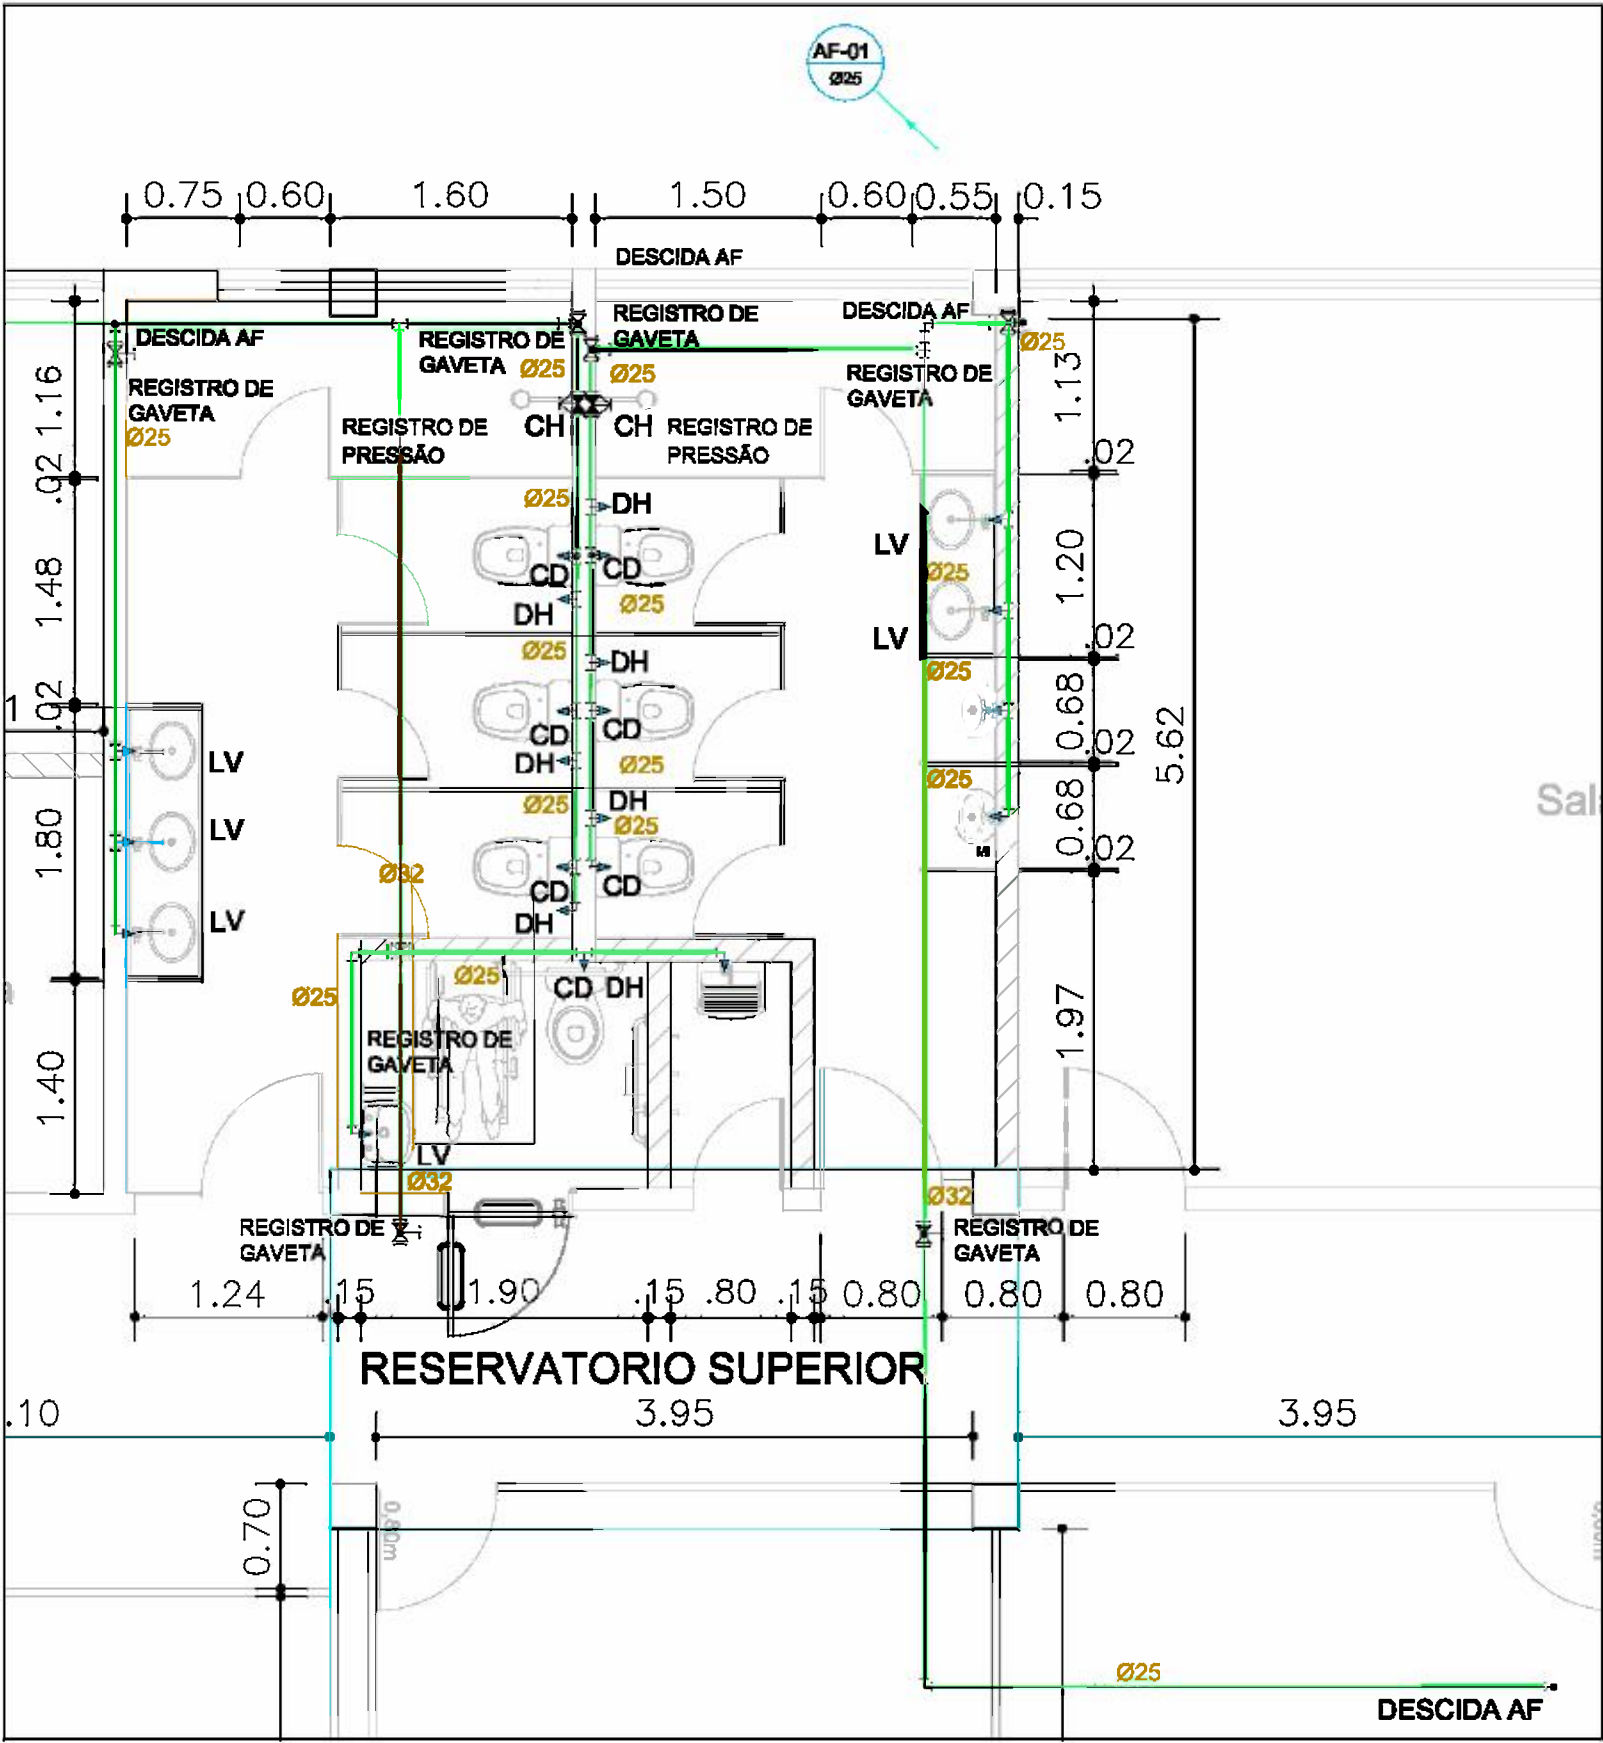 AF-01
Ø25
0.75 0.60 1.60 1.50 0.60 0.55 0.15
DESCIDA AF
DESCIDA AF
REGISTRO DE
GAVETA
Ø25
REGISTRO DE
GAVETA
Ø25
REGISTRO DE
GAVETA
Ø25
DESCIDA AF
Ø25
REGISTRO DE
GAVETA
REGISTRO DE
PRESSÃO
CH
CH
REGISTRO DE
PRESSÃO
1.16
.02
1.48
.02
1
1.80
1.40
1.13
.02
1.20
.02
0.68
.02
0.68
.02
1.97
5.62
Ø25
DH
CD
CD
DH
Ø25
Ø25
DH
CD
CD
DH
Ø25
Ø25
DH
Ø25
CD
CD
DH
LV
Ø25
LV
Ø25
Ø25
LV
LV
LV
Ø32
Ø25
Ø25
CD DH
REGISTRO DE
GAVETA
LV
Ø32
Ø32
REGISTRO DE
GAVETA
REGISTRO DE
GAVETA
1.24 .15 1.90 .15 .80 .15 0.80 0.80 0.80
RESERVATORIO SUPERIOR
.10 3.95 3.95
0.70
0,80m
Sala
Ø25
DESCIDA AF